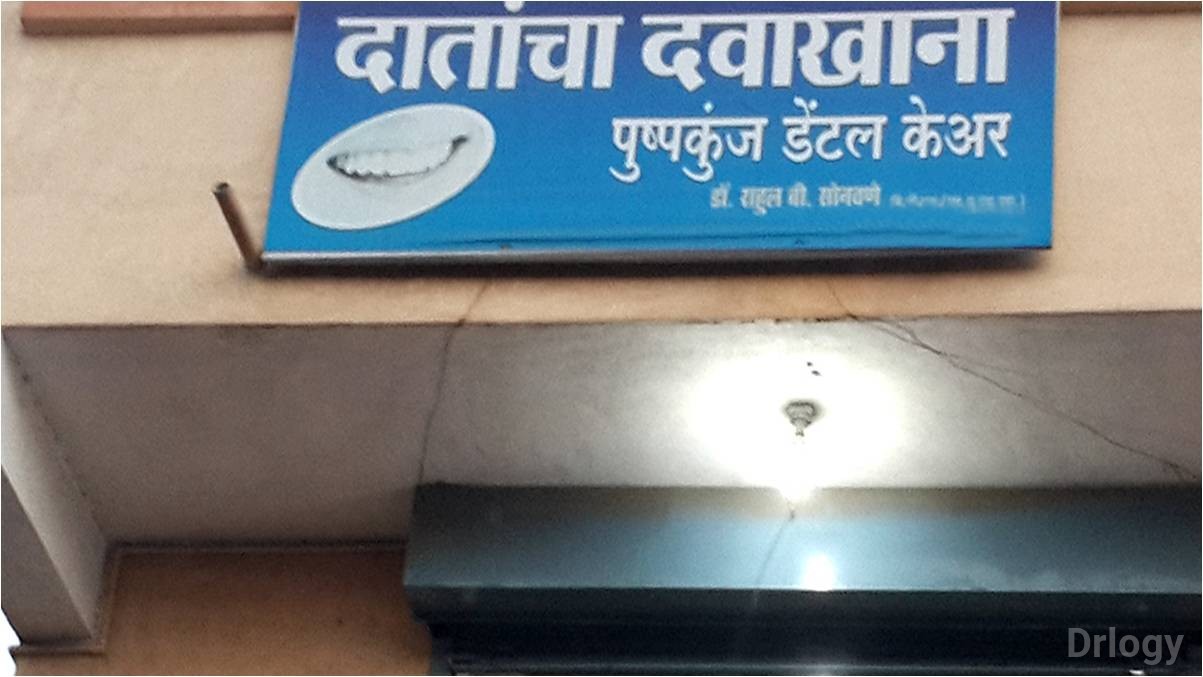 दातांचा दवाखाना
पुष्पकुंज डेंटल केअर
डॉ. राहुल बी. सोनवणे
Drlogy